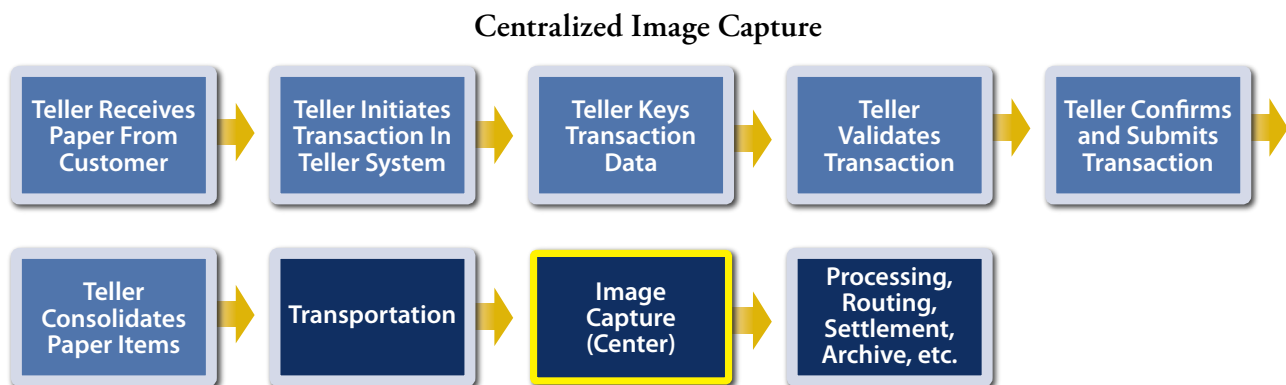 Centralized Image Capture
Teller Receives
Paper From
Customer
Teller Initiates
Transaction In
Teller System
Teller Keys
Transaction
Data
Teller
Validates
Transaction
Teller Confirms
and Submits
Transaction
Teller
Consolidates
Paper Items
Transportation
Image
Capture
(Center)
Processing,
Routing,
Settlement,
Archive, etc.